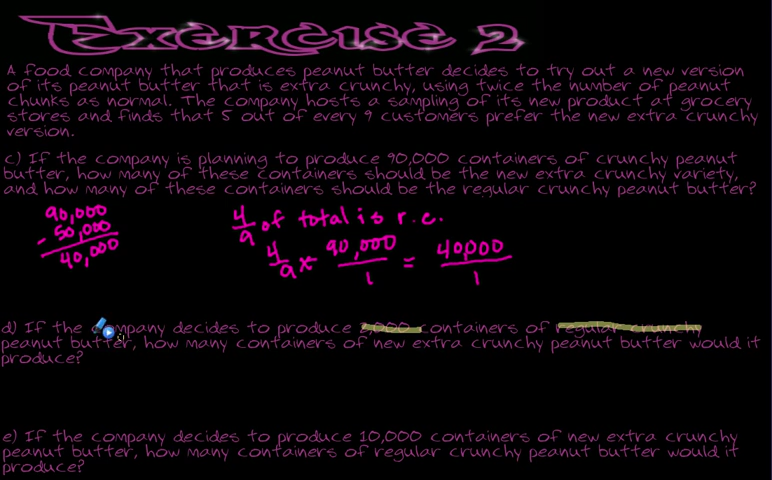 Exercise 2
A food company that produces peanut butter decides to try out a new version
of its peanut butter that is extra crunchy, using twice the number of peanut
chunks as normal. The company hosts a sampling of its new product at grocery
stores and finds that 5 out of every 9 customers prefer the new extra crunchy
version.
c) If the company is planning to produce 90,000 containers of crunchy peanut
butter, how many of these containers should be the new extra crunchy variety,
and how many of these containers should be the regular crunchy peanut butter?
90,000
- 50,000
40,000
4/9 of total is r.c.
4/9 x 90,000/1 = 40,000/1
d) If the company decides to produce 2,000 containers of regular crunchy
peanut butter, how many containers of new extra crunchy peanut butter would it
produce?
e) If the company decides to produce 10,000 containers of new extra crunchy
peanut butter, how many containers of regular crunchy peanut butter would it
produce?